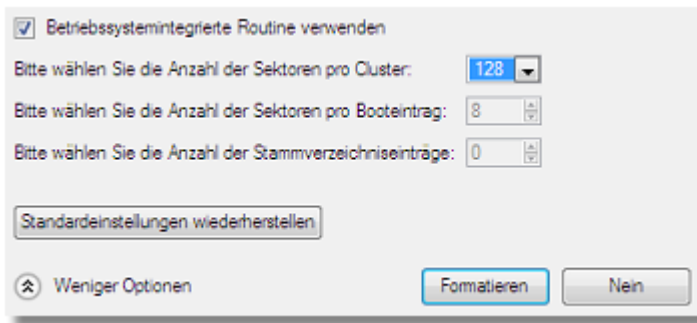 Betriebssystemintegrierte Routine verwenden
Bitte wählen Sie die Anzahl der Sektoren pro Cluster: 128
Bitte wählen Sie die Anzahl der Sektoren pro Booteintrag: 8
Bitte wählen Sie die Anzahl der Stammverzeichniseinträge: 0
Standardeinstellungen wiederherstellen
Weniger Optionen Formatieren Nein